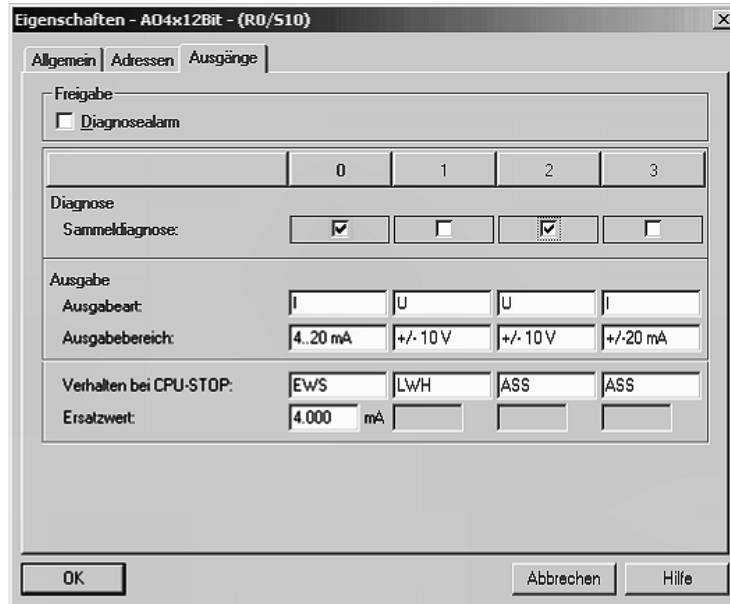 Eigenschaften - AO4x12Bit - (R0/S10)
Allgemein Adressen Ausgänge
Freigabe
Diagnosealarm
0 1 2 3
Diagnose
Sammeldiagnose:
Ausgabe
Ausgabeart: I U U I
Ausgabebereich: 4..20 mA +/- 10 V +/- 10 V +/-20 mA
Verhalten bei CPU-STOP: EWS LWH ASS ASS
Ersatzwert: 4.000 mA
OK Abbrechen Hilfe